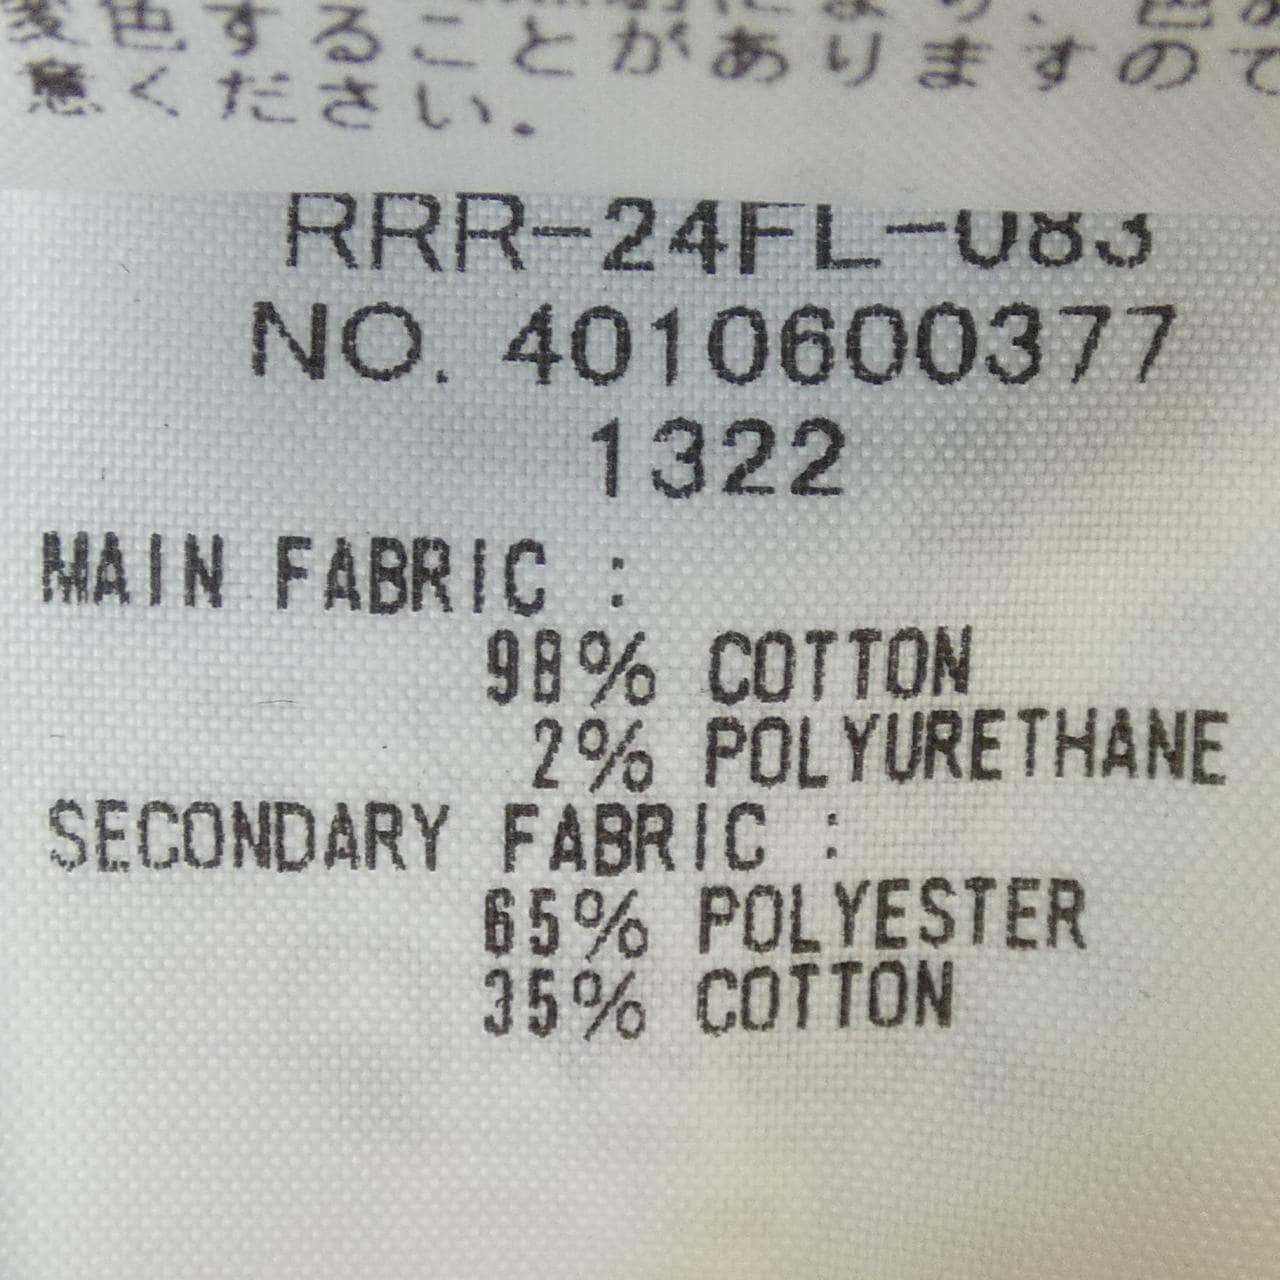 変色することがありますので
意ください。
RRR-24FL-083
NO. 4010600377
1322
MAIN FABRIC :
98% COTTON
2% POLYURETHANE
SECONDARY FABRIC :
65% POLYESTER
35% COTTON